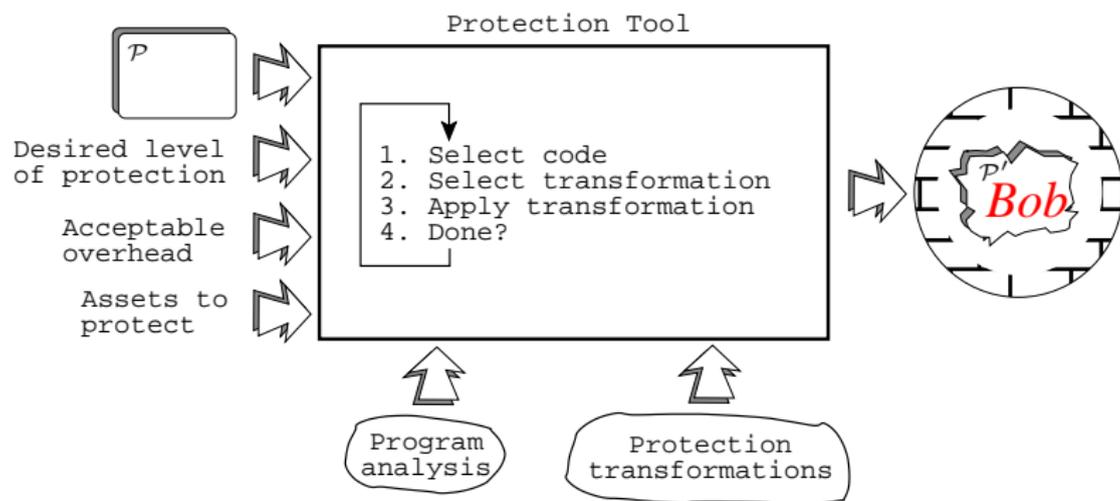 Protection Tool
𝒫
Desired level
of protection
Acceptable
overhead
Assets to
protect
1. Select code
2. Select transformation
3. Apply transformation
4. Done?
𝒫′
Bob
Program
analysis
Protection
transformations